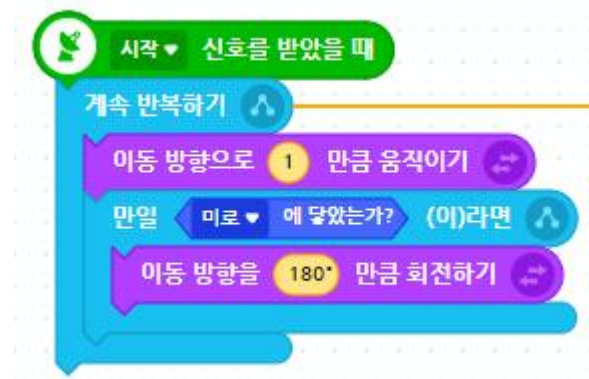 시작 신호를 받았을 때
계속 반복하기
이동 방향으로 1 만큼 움직이기
만일 미로 에 닿았는가? (이)라면
이동 방향을 180° 만큼 회전하기